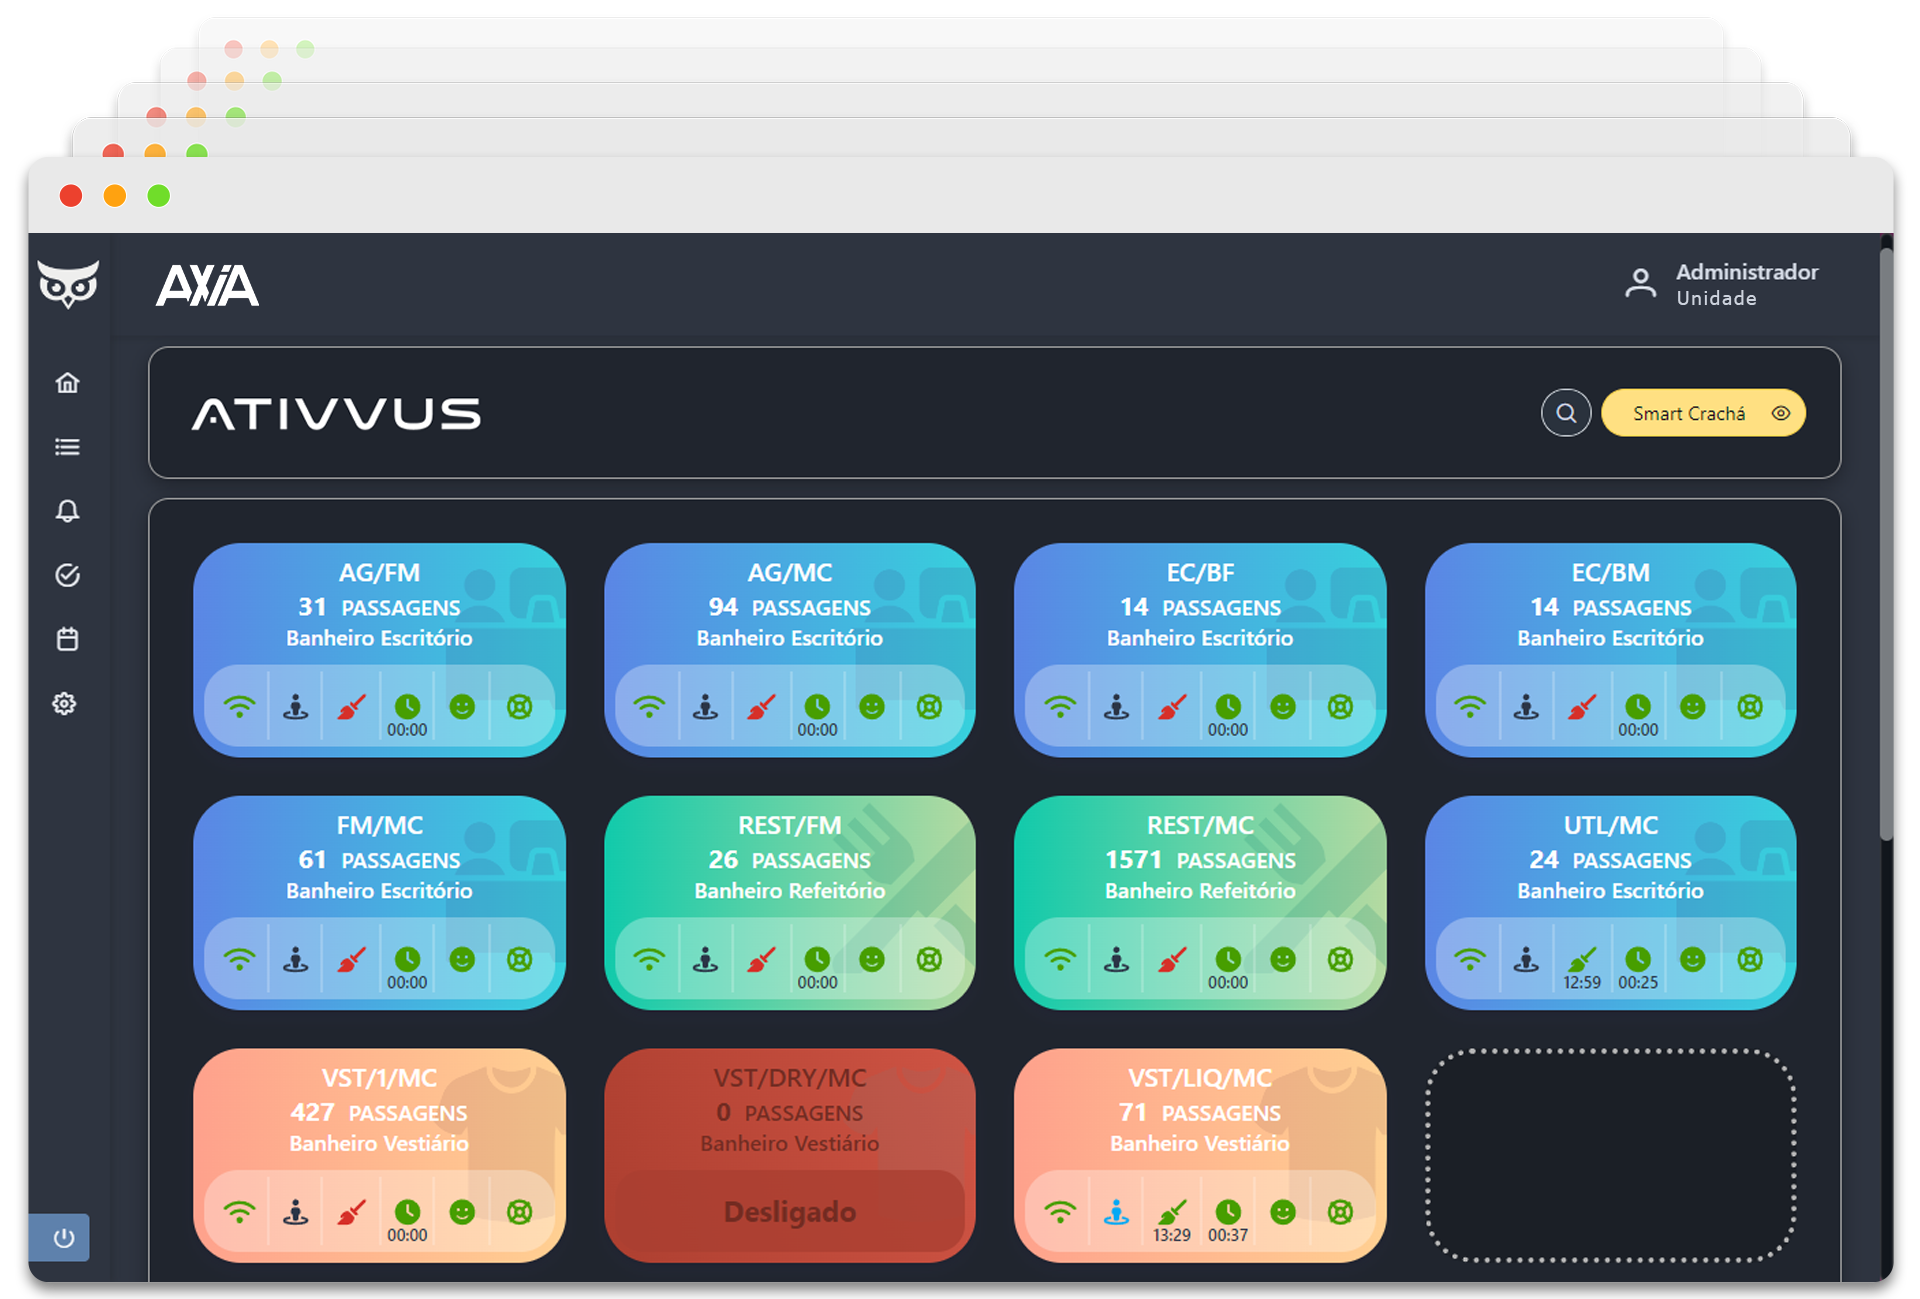 AXIA
Administrador
Unidade
ATIVVUS
Smart Crachá
AG/FM
31 PASSAGENS
Banheiro Escritório
00:00
AG/MC
94 PASSAGENS
Banheiro Escritório
00:00
EC/BF
14 PASSAGENS
Banheiro Escritório
00:00
EC/BM
14 PASSAGENS
Banheiro Escritório
00:00
FM/MC
61 PASSAGENS
Banheiro Escritório
00:00
REST/FM
26 PASSAGENS
Banheiro Refeitório
00:00
REST/MC
1571 PASSAGENS
Banheiro Refeitório
00:00
UTL/MC
24 PASSAGENS
Banheiro Escritório
12:59 00:25
VST/1/MC
427 PASSAGENS
Banheiro Vestiário
00:00
VST/DRY/MC
0 PASSAGENS
Banheiro Vestiário
Desligado
VST/LIQ/MC
71 PASSAGENS
Banheiro Vestiário
13:29 00:37